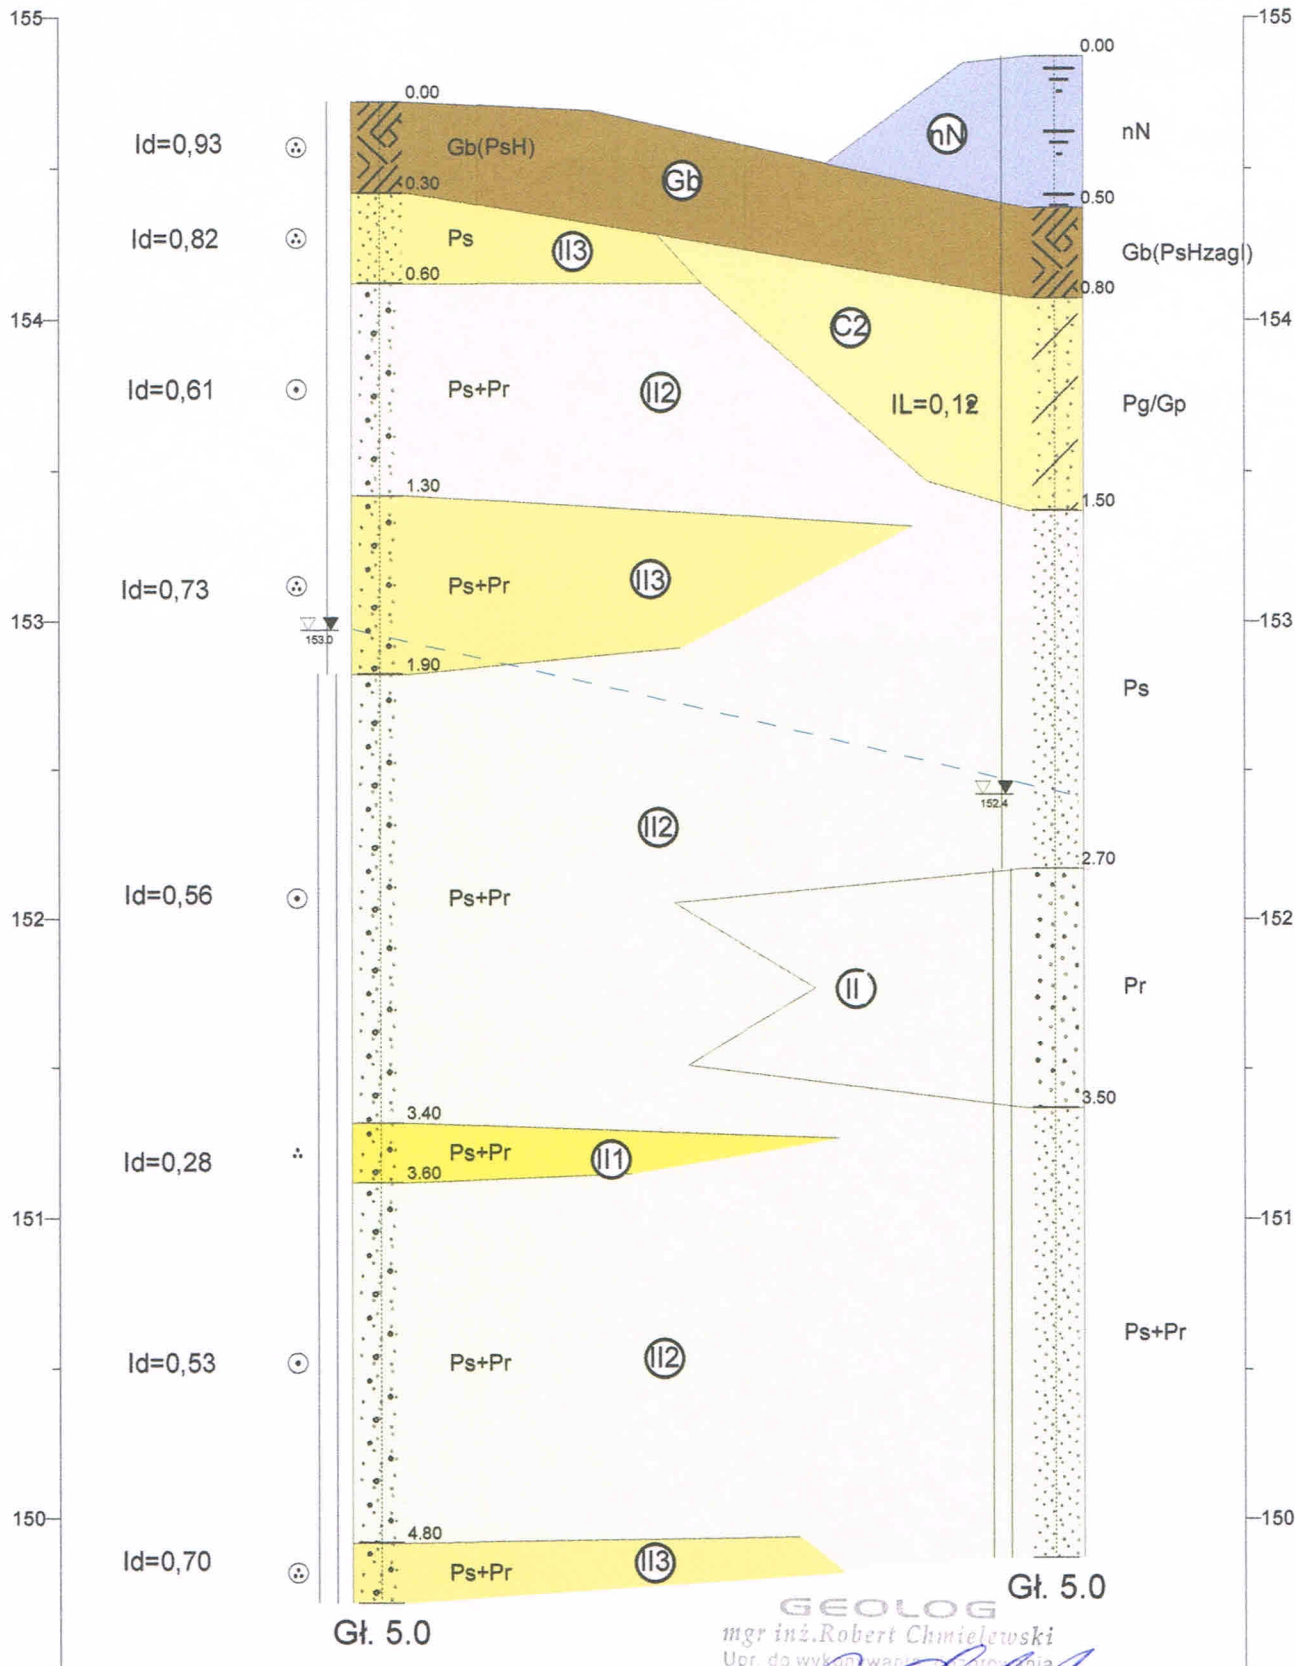 155
155
0.00
0.00
Id=0,93
Gb(PsH)
Gb
nN
nN
0.30
0.50
Id=0,82
Ps
II3
Gb(PsHzagl)
0.60
0.80
154
154
C2
Id=0,61
Ps+Pr
II2
IL=0,12
Pg/Gp
1.30
1.50
Id=0,73
Ps+Pr
II3
153
153.0
153
1.90
Ps
152.4
II2
2.70
Id=0,56
Ps+Pr
152
152
II
Pr
3.40
3.50
Id=0,28
Ps+Pr
II1
3.60
151
151
Ps+Pr
Id=0,53
Ps+Pr
II2
150
150
4.80
Id=0,70
Ps+Pr
II3
Gł. 5.0
Gł. 5.0
GEOLOG
mgr inż.Robert Chmielewski
Upr. do wykonywania